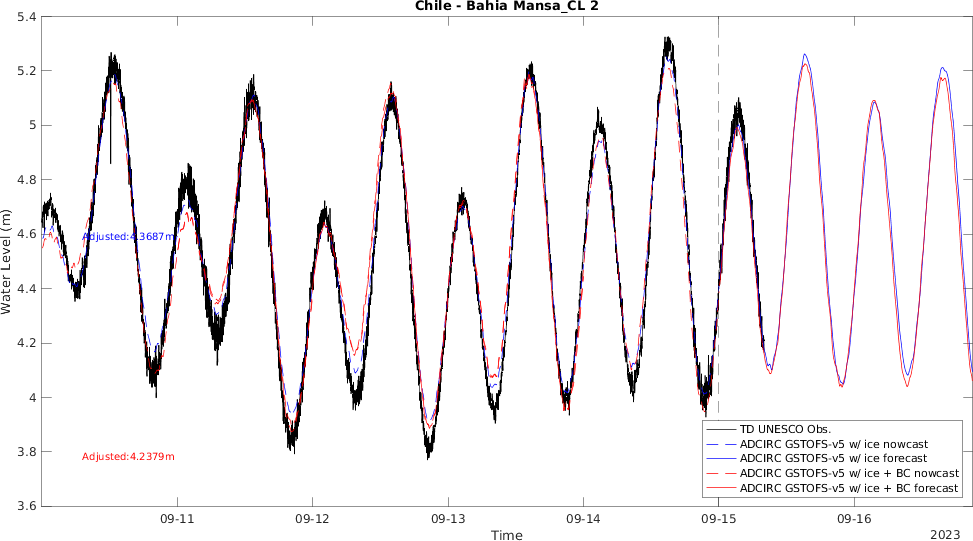 Chile - Bahia Mansa_CL 2
Water Level (m)
5.4
5.2
5
4.8
4.6
4.4
4.2
4
3.8
3.6
Adjusted:4.3687m
Adjusted:4.2379m
TD UNESCO Obs.
ADCIRC GSTOFS-v5 w/ ice nowcast
ADCIRC GSTOFS-v5 w/ ice forecast
ADCIRC GSTOFS-v5 w/ ice + BC nowcast
ADCIRC GSTOFS-v5 w/ ice + BC forecast
09-11
09-12
09-13
09-14
09-15
09-16
Time
2023